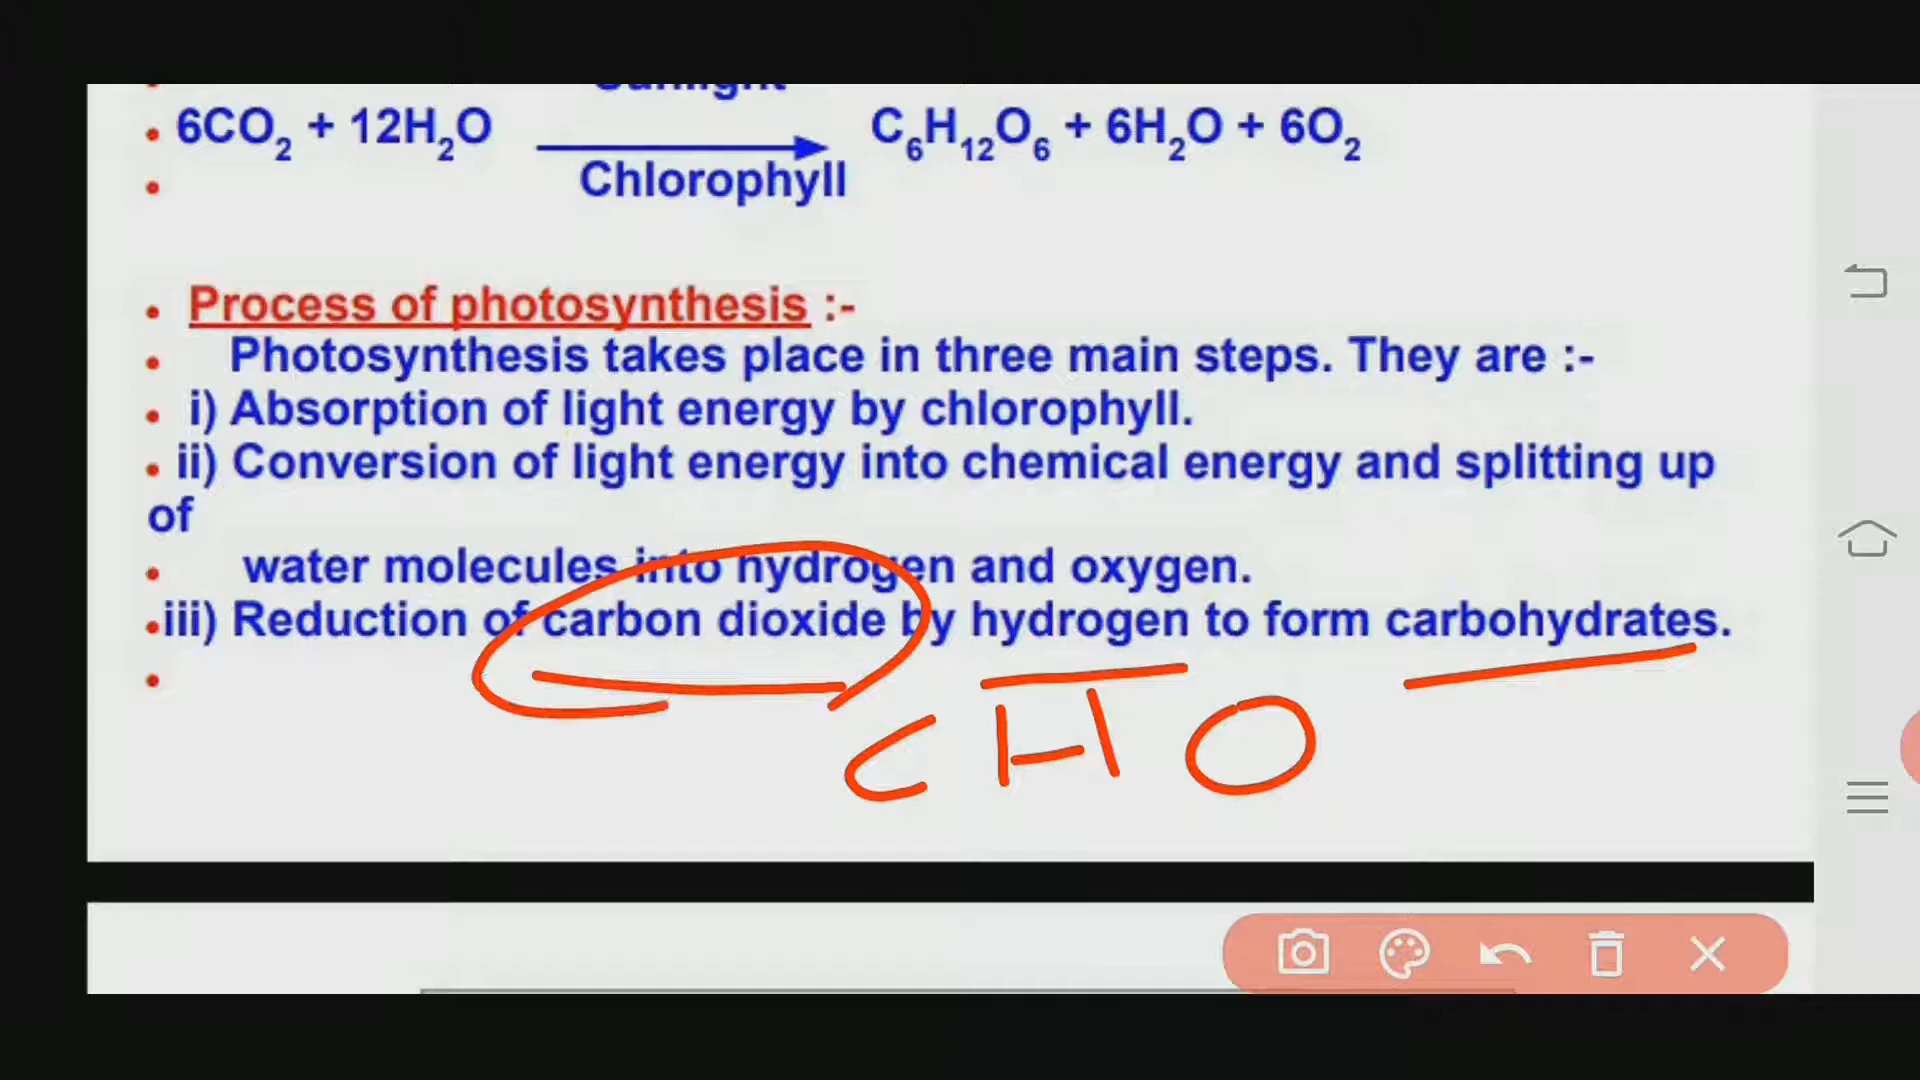 Sunlight
• 6CO₂ + 12H₂O C₆H₁₂O₆ + 6H₂O + 6O₂
• Chlorophyll
• Process of photosynthesis :-
• Photosynthesis takes place in three main steps. They are :-
• i) Absorption of light energy by chlorophyll.
• ii) Conversion of light energy into chemical energy and splitting up
of
• water molecules into hydrogen and oxygen.
•iii) Reduction of carbon dioxide by hydrogen to form carbohydrates.
•
CHO